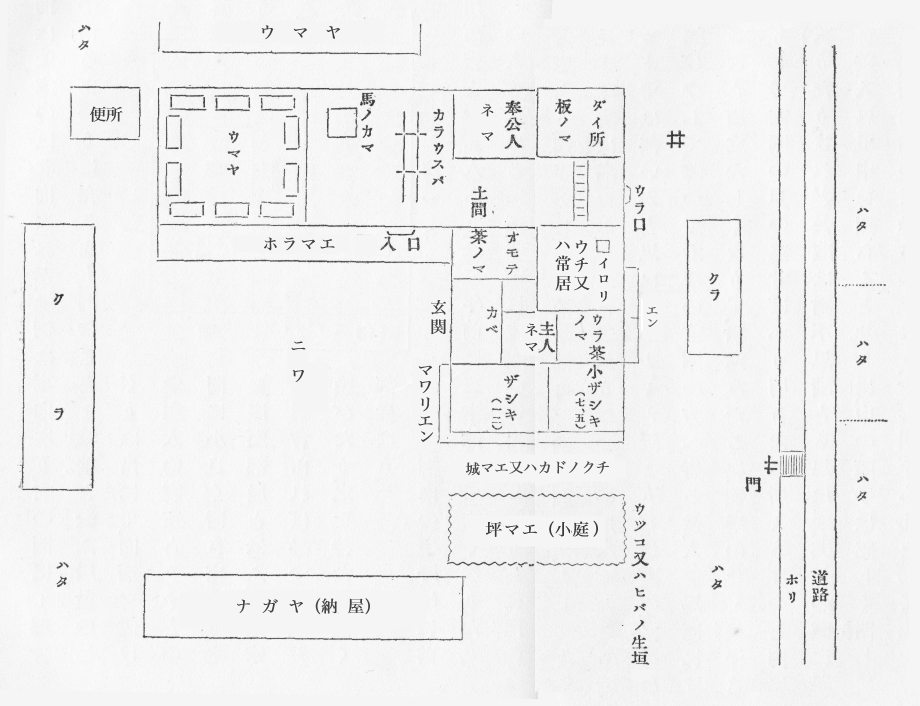 ハタ
ウマヤ
便所
ウマヤ
馬ノカマ
カラウスバ
奉公人
ネマ
ダイ所
板ノマ
井
ウラ口
土間
ホラマエ
入口
オモテ
茶ノマ
□イロリ
ウチ又
ハ常居
クラ
ハタ
クラ
玄関
カベ
主人
ネマ
ウラ茶
ノマ
エン
ニワ
マワリエン
ザシキ
(一二)
小ザシキ
(七、五)
ハタ
城マエ又ハカドノクチ
門
ハタ
坪マエ(小庭)
ウツコ又ハヒバノ生垣
ハタ
ハタ
ナガヤ(納屋)
ホリ
道路